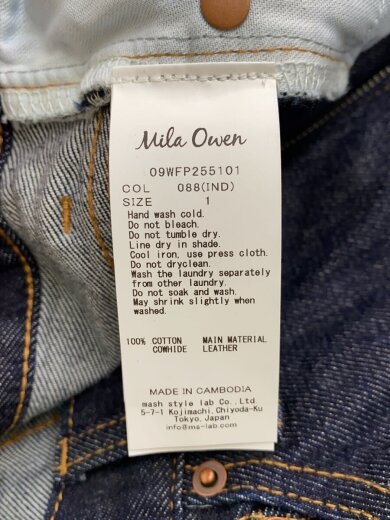 Mila Owen
09WFP255101
COL 088(IND)
SIZE 1
Hand wash cold.
Do not bleach.
Do not tumble dry.
Line dry in shade.
Cool iron, use press cloth.
Do not dryclean.
Wash the laundry separately
from other laundry.
Do not soak and wash.
May shrink slightly when
washed.
100% COTTON MAIN MATERIAL
COWHIDE LEATHER
MADE IN CAMBODIA
mash style lab Co.,Ltd.
5-7-1 Kojimachi,Chiyoda-Ku
Tokyo,Japan
info@ms-lab.com